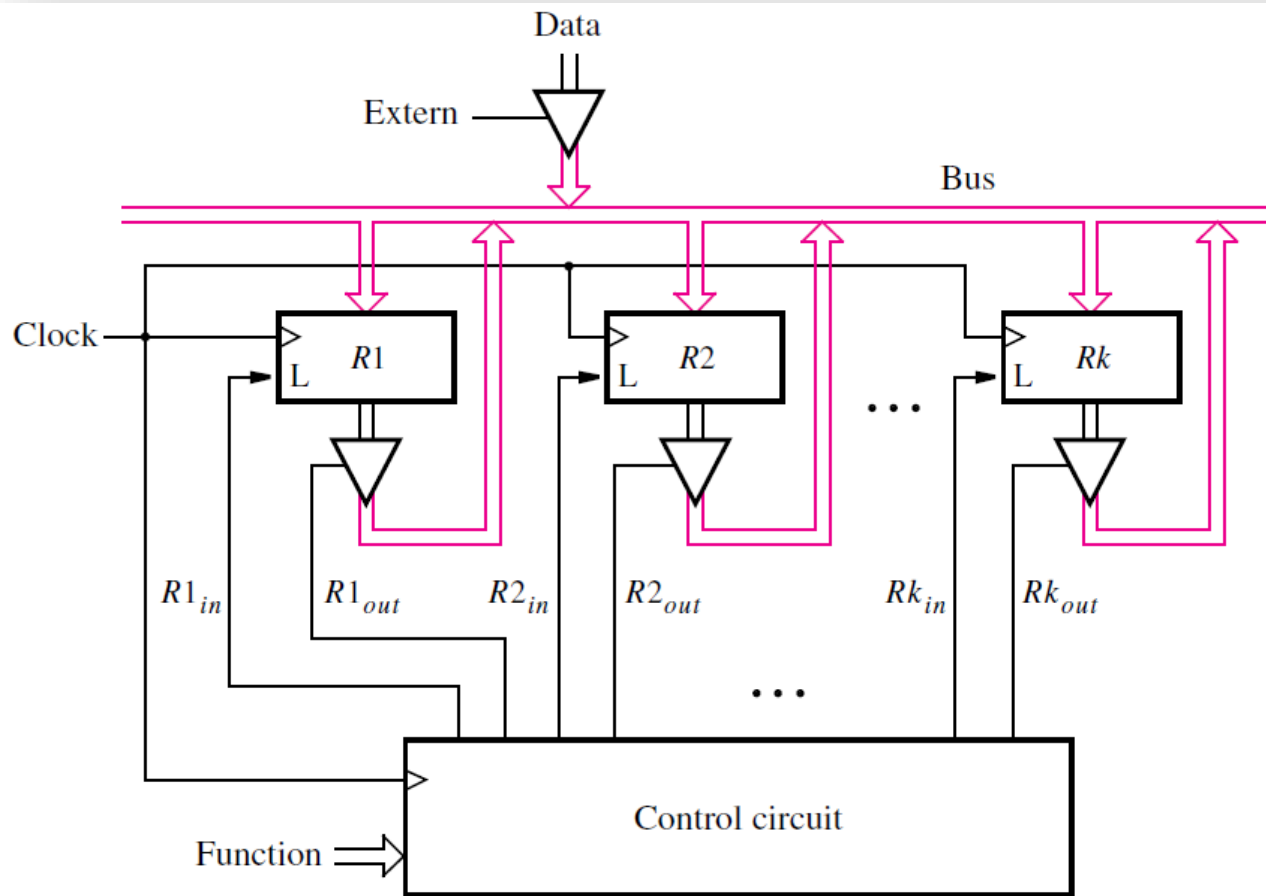 Data
Extern
Bus
Clock
R1
R2
Rk
L
L
L
...
R1in
R1out
R2in
R2out
Rkin
Rkout
...
Control circuit
Function